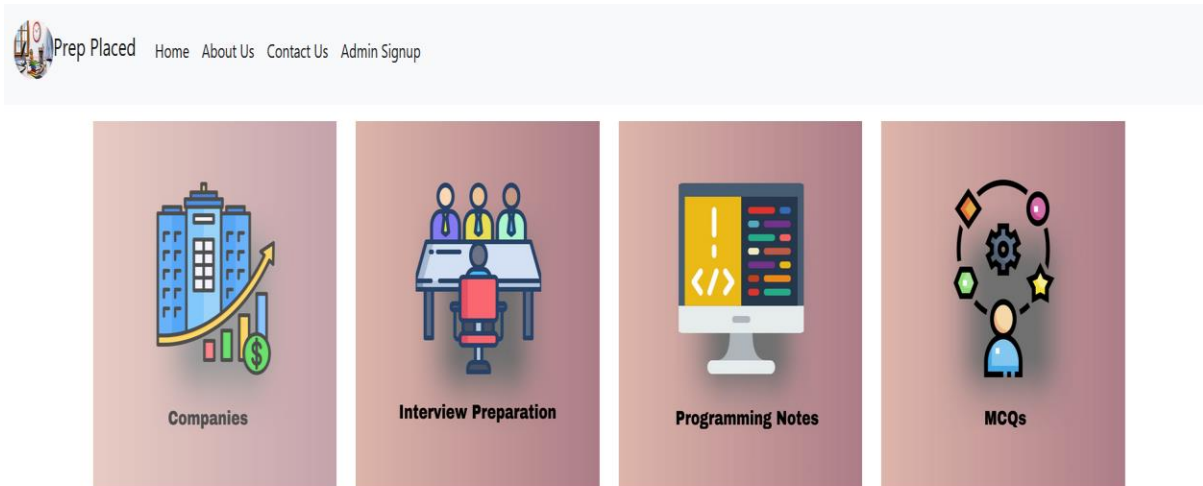 Prep Placed Home About Us Contact Us Admin Signup
Companies
Interview Preparation
Programming Notes
MCQs